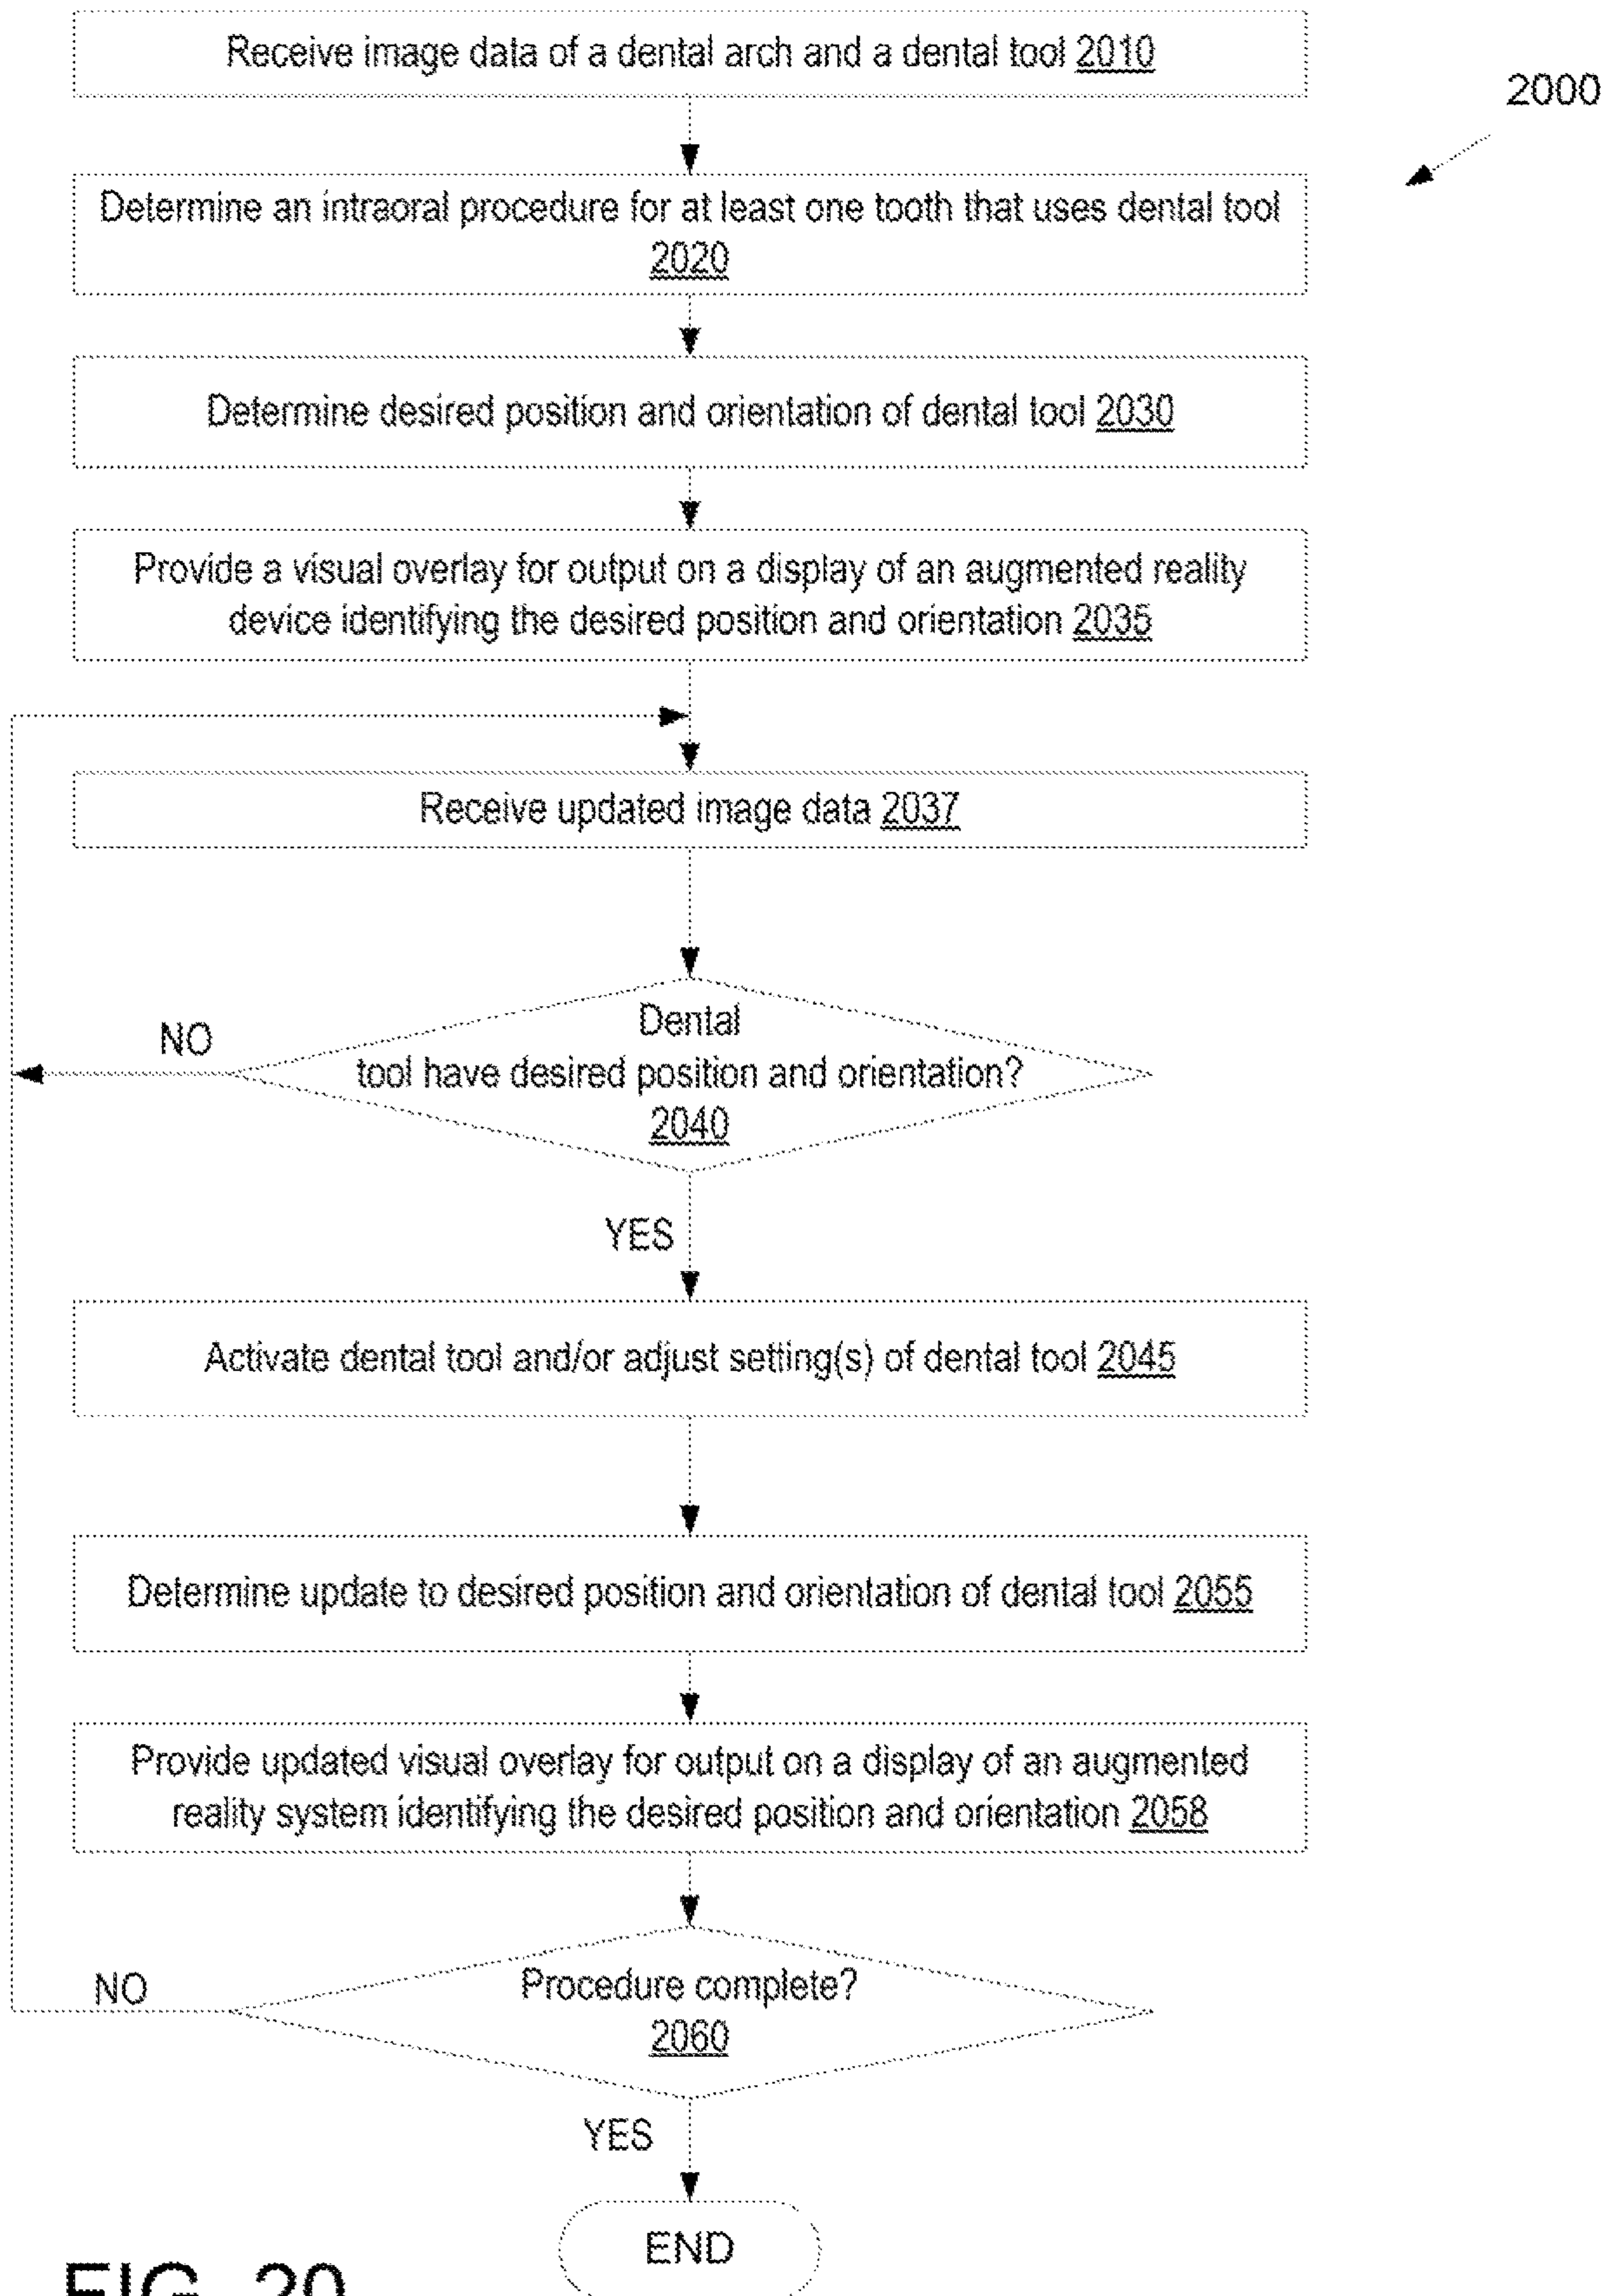 Receive image data of a dental arch and a dental tool 2010
2000
Determine an intraoral procedure for at least one tooth that uses dental tool
2020
Determine desired position and orientation of dental tool 2030
Provide a visual overlay for output on a display of an augmented reality
device identifying the desired position and orientation 2035
Receive updated image data 2037
Dental
tool have desired position and orientation?
2040
NO
YES
Activate dental tool and/or adjust setting(s) of dental tool 2045
Determine update to desired position and orientation of dental tool 2055
Provide updated visual overlay for output on a display of an augmented
reality system identifying the desired position and orientation 2058
Procedure complete?
2060
NO
YES
END
FIG. 20